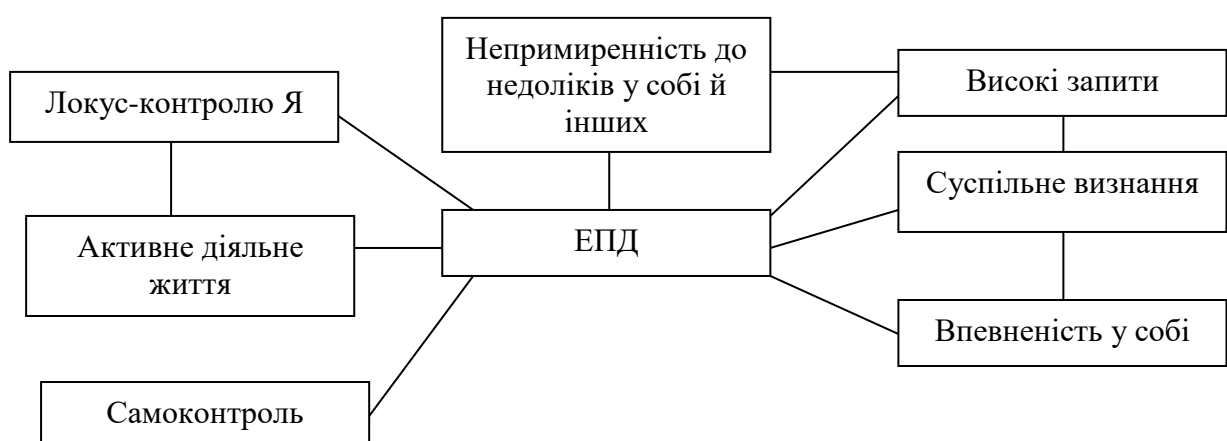 Непримиренність до
недоліків у собі й
інших
Високі запити
Локус-контролю Я
Суспільне визнання
Активне діяльне
життя
ЕПД
Впевненість у собі
Самоконтроль